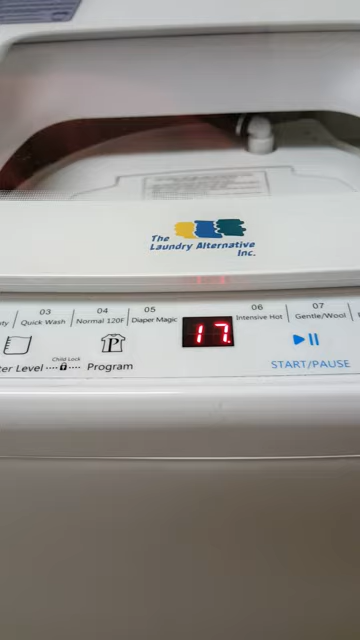 The
Laundry Alternative
Inc.
03
Quick Wash
04
Normal 120F
05
Diaper Magic
17.
06
Intensive Hot
07
Gentle/Wool
Child Lock
Level
P
Program
START/PAUSE